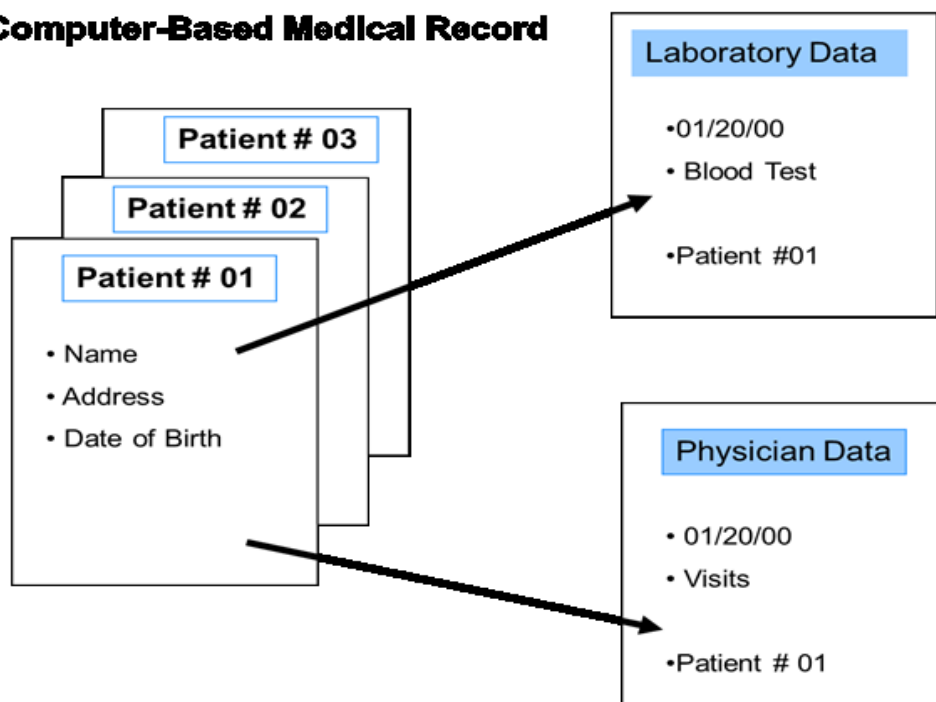 Computer-Based Medical Record
Patient # 03
Patient # 02
Patient # 01
• Name
• Address
• Date of Birth
Laboratory Data
•01/20/00
• Blood Test
•Patient #01
Physician Data
• 01/20/00
• Visits
•Patient # 01